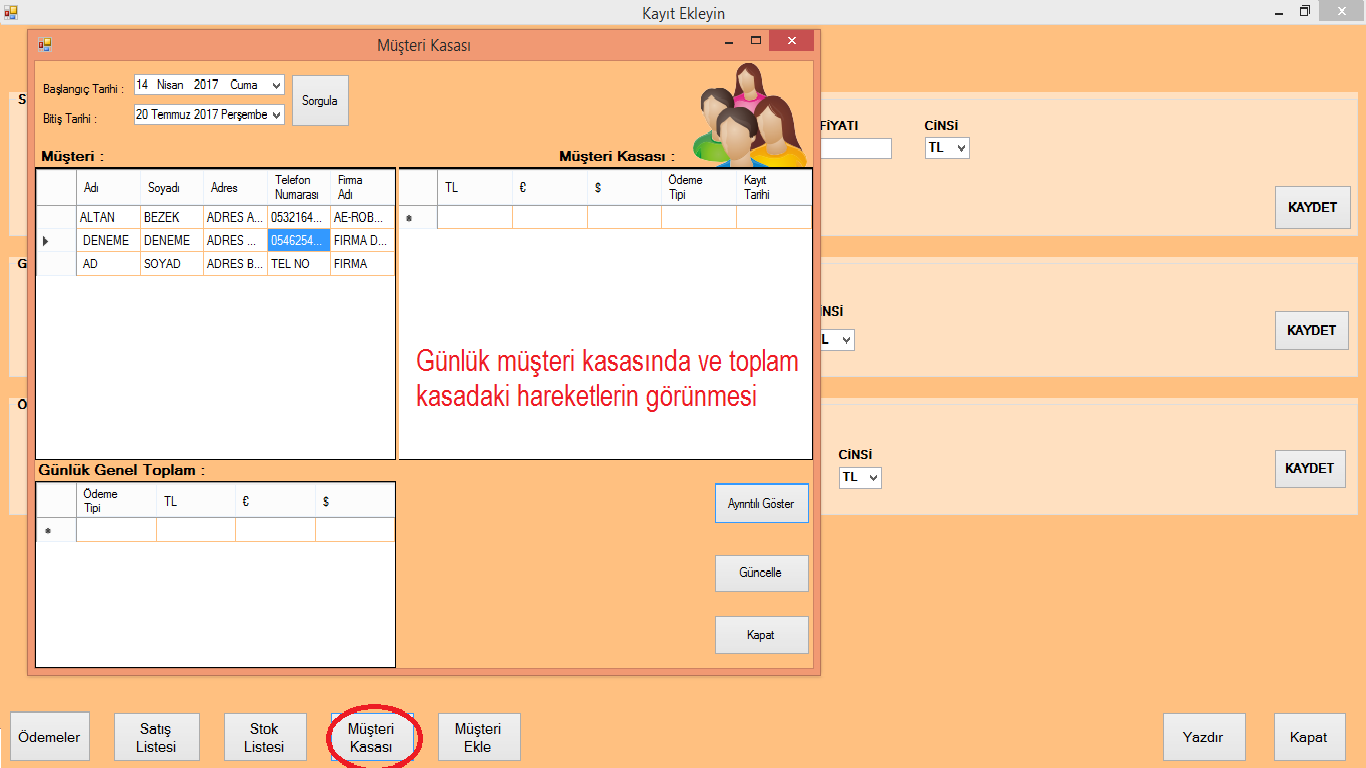 Kayıt Ekleyin
Müşteri Kasası
Başlangıç Tarihi :
14 Nisan 2017 Cuma
Sorgula
Bitiş Tarihi :
20 Temmuz 2017 Perşembe
Müşteri :
Müşteri Kasası :
Adı Soyadı Adres Telefon Numarası Firma Adı
ALTAN BEZEK ADRES A... 0532164... AE-ROB...
DENEME DENEME ADRES ... 0546254... FIRMA D...
AD SOYAD ADRES B... TEL NO FIRMA
TL € $ Ödeme Tipi Kayıt Tarihi
Günlük müşteri kasasında ve toplam
kasadaki hareketlerin görünmesi
Günlük Genel Toplam :
Ödeme Tipi TL € $
Ayrıntılı Göster
Güncelle
Kapat
S
FİYATI
CİNSİ
TL
KAYDET
G
NSİ
L
KAYDET
CİNSİ
TL
KAYDET
Ödemeler
Satış
Listesi
Stok
Listesi
Müşteri
Kasası
Müşteri
Ekle
Yazdır
Kapat